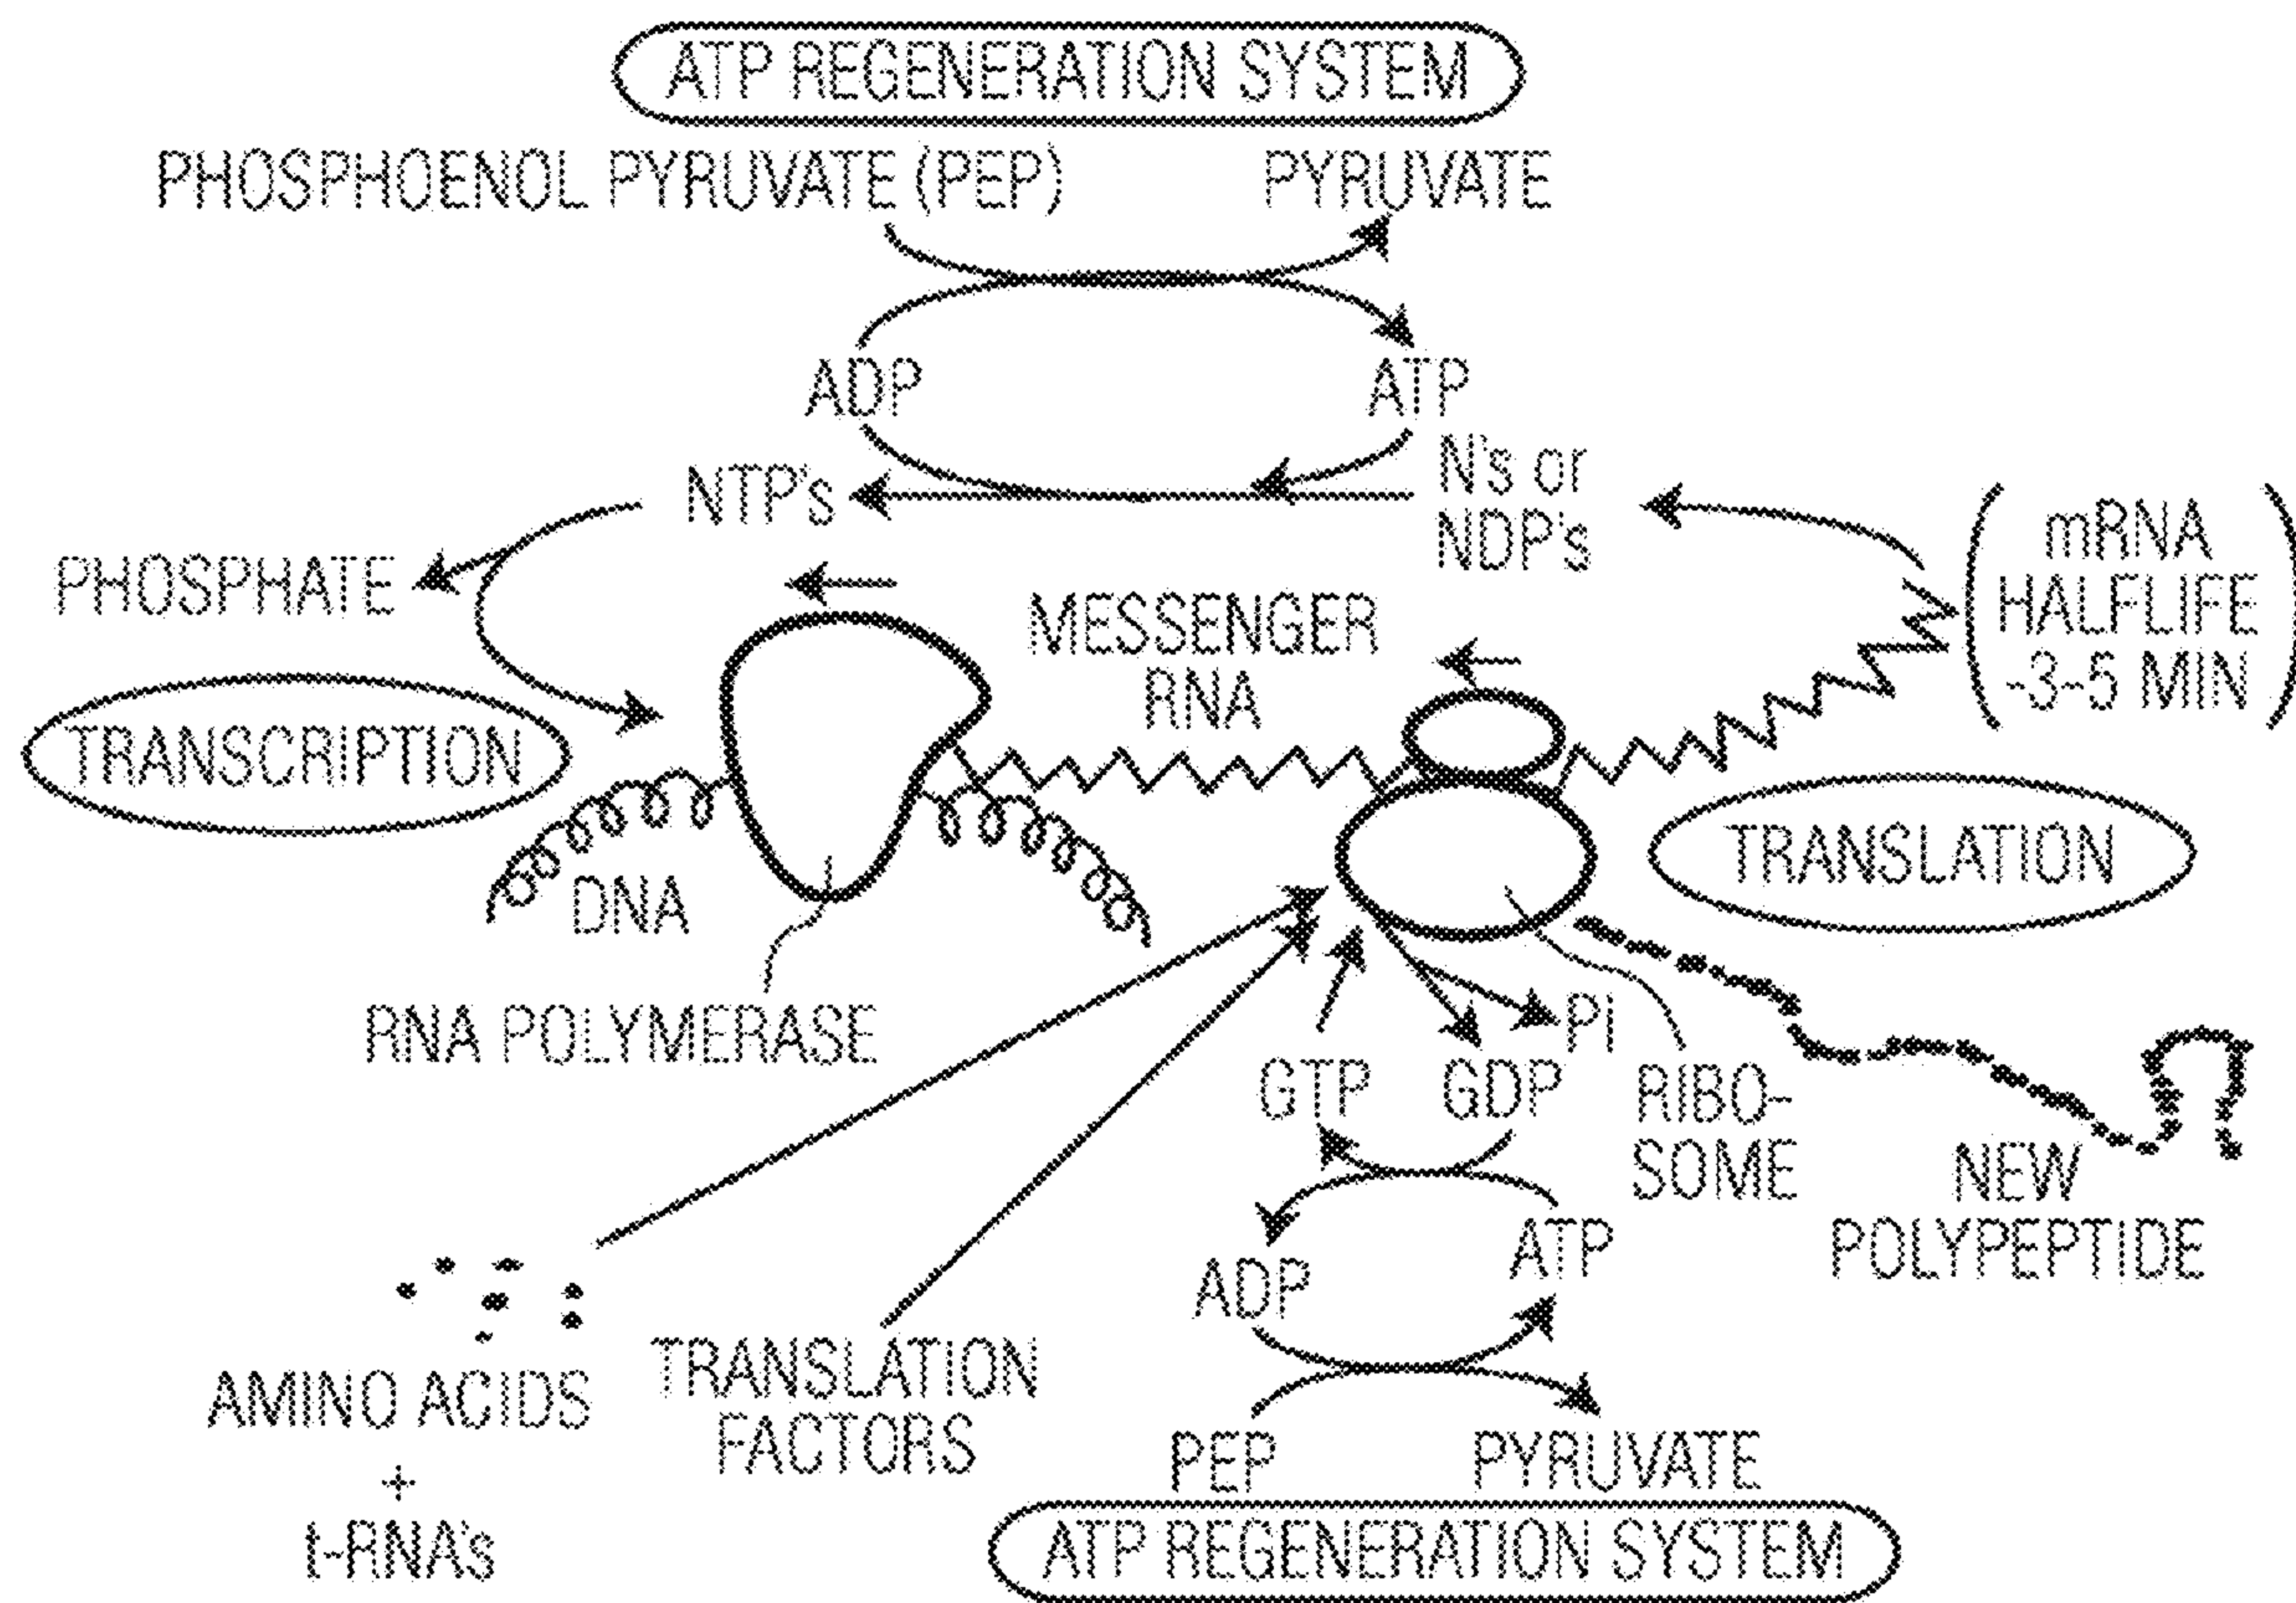 ATP REGENERATION SYSTEM
PHOSPHOENOL PYRUVATE (PEP)
PYRUVATE
ADP
ATP
NTP's
N's or
NDP's
mRNA
HALFLIFE
~3-5 MIN
PHOSPHATE
MESSENGER
RNA
TRANSCRIPTION
TRANSLATION
DNA
RNA POLYMERASE
PI
GTP
GDP
RIBO-
SOME
NEW
POLYPEPTIDE
ADP
ATP
AMINO ACIDS
+
t-RNA's
TRANSLATION
FACTORS
PEP
PYRUVATE
ATP REGENERATION SYSTEM